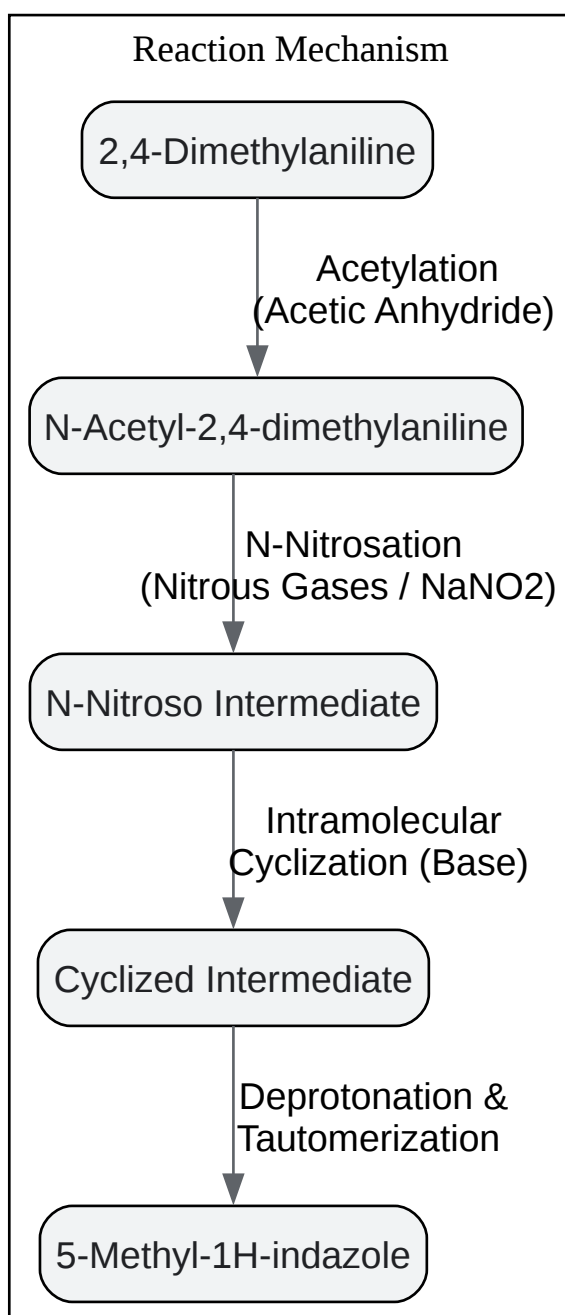 Reaction Mechanism
2,4-Dimethylaniline
Acetylation
(Acetic Anhydride)
N-Acetyl-2,4-dimethylaniline
N-Nitrosation
(Nitrous Gases / NaNO2)
N-Nitroso Intermediate
Intramolecular
Cyclization (Base)
Cyclized Intermediate
Deprotonation &
Tautomerization
5-Methyl-1H-indazole